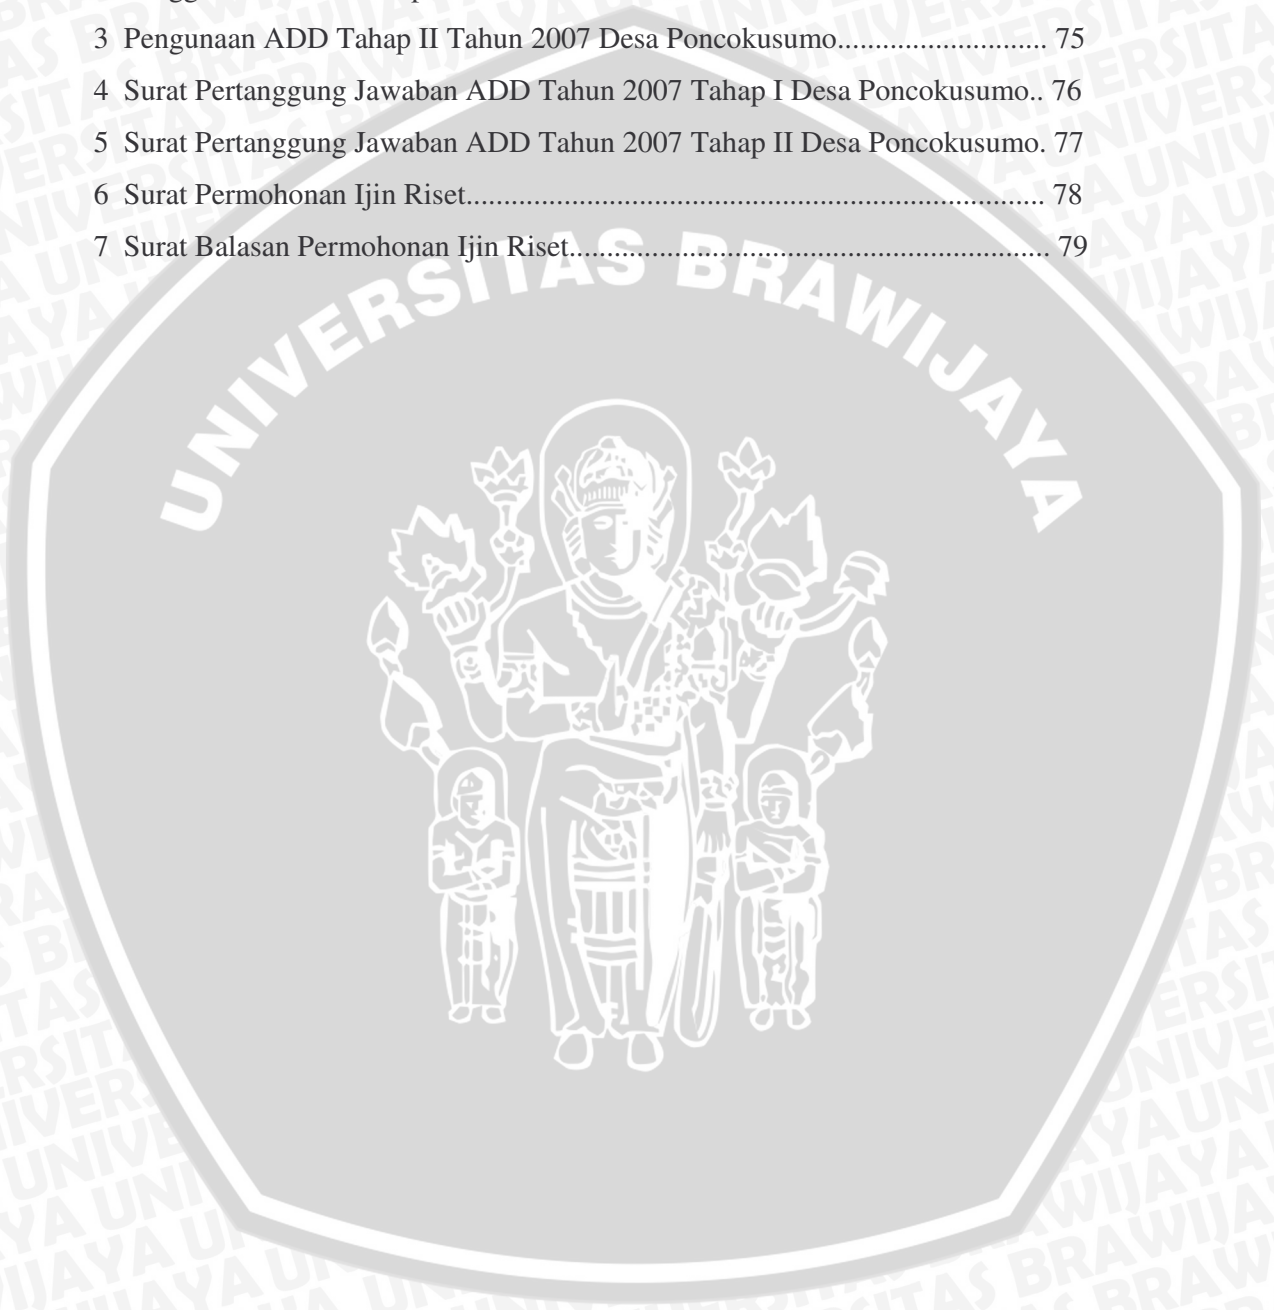 3 Pengunaan ADD Tahap II Tahun 2007 Desa Poncokusumo............................ 75
4 Surat Pertanggung Jawaban ADD Tahun 2007 Tahap I Desa Poncokusumo.. 76
5 Surat Pertanggung Jawaban ADD Tahun 2007 Tahap II Desa Poncokusumo. 77
6 Surat Permohonan Ijin Riset............................................................................. 78
7 Surat Balasan Permohonan Ijin Riset................................................................ 79
UNIVERSITAS BRAWIJAYA